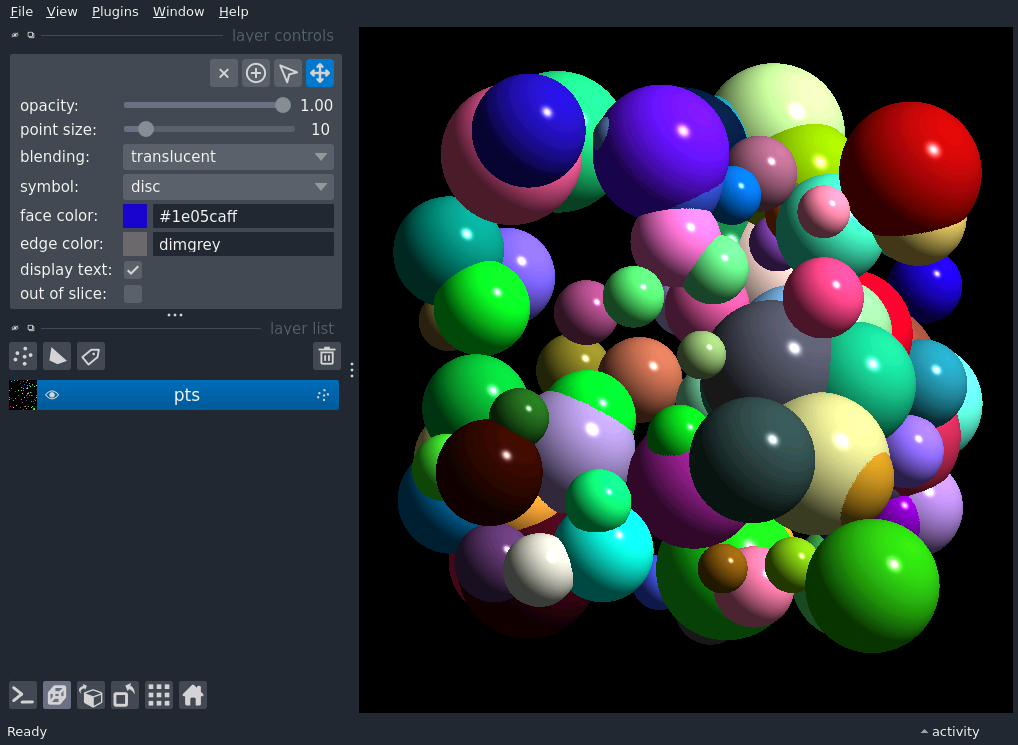 File View Plugins Window Help
layer controls
opacity: 1.00
point size: 10
blending: translucent
symbol: disc
face color: #1e05caff
edge color: dimgrey
display text:
out of slice:
layer list
pts
Ready
activity